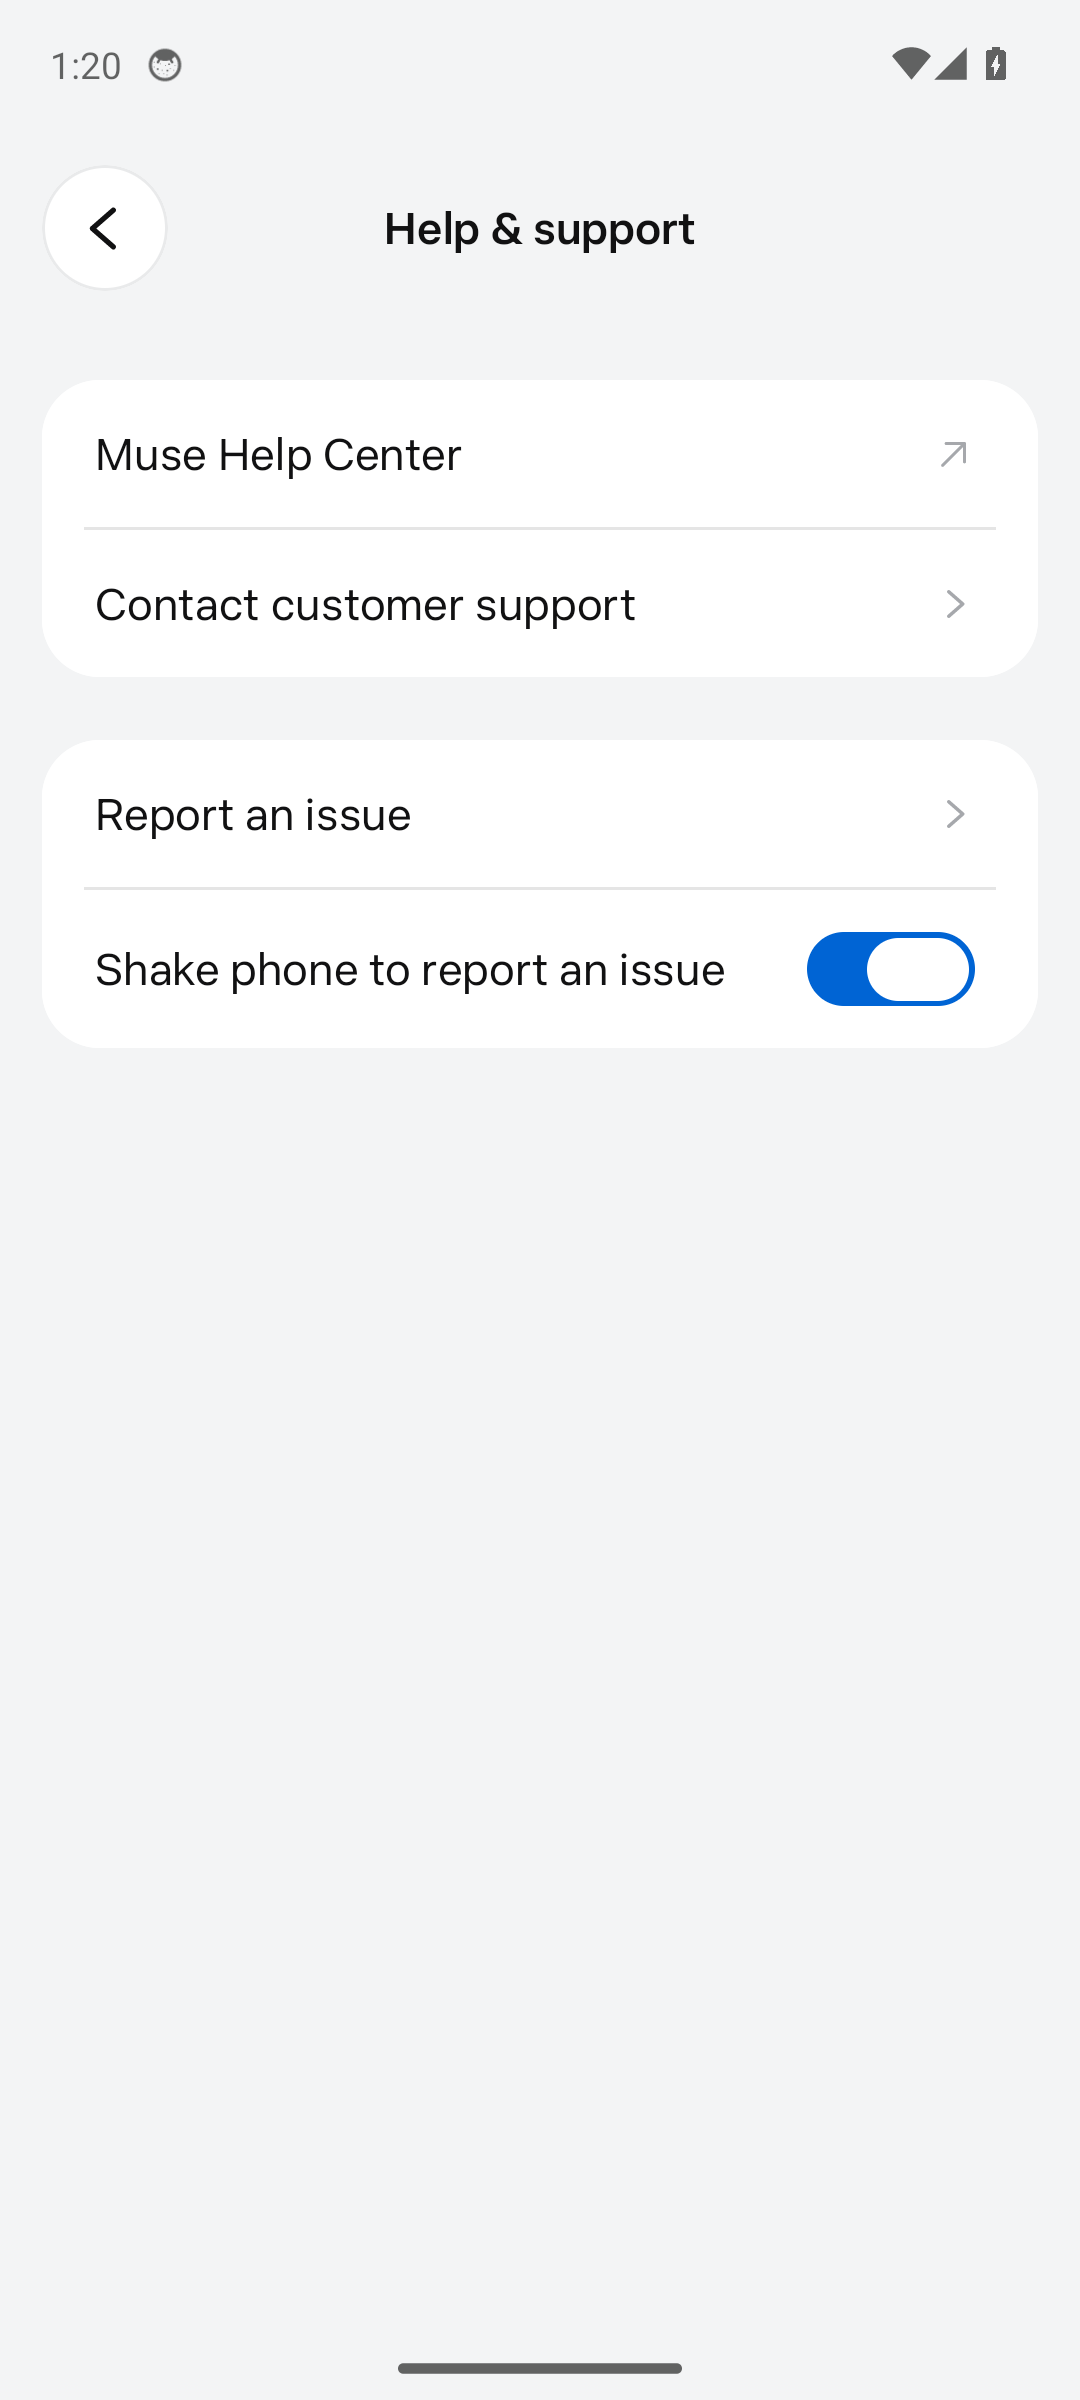 1:20
Help & support
Muse Help Center
Contact customer support
Report an issue
Shake phone to report an issue